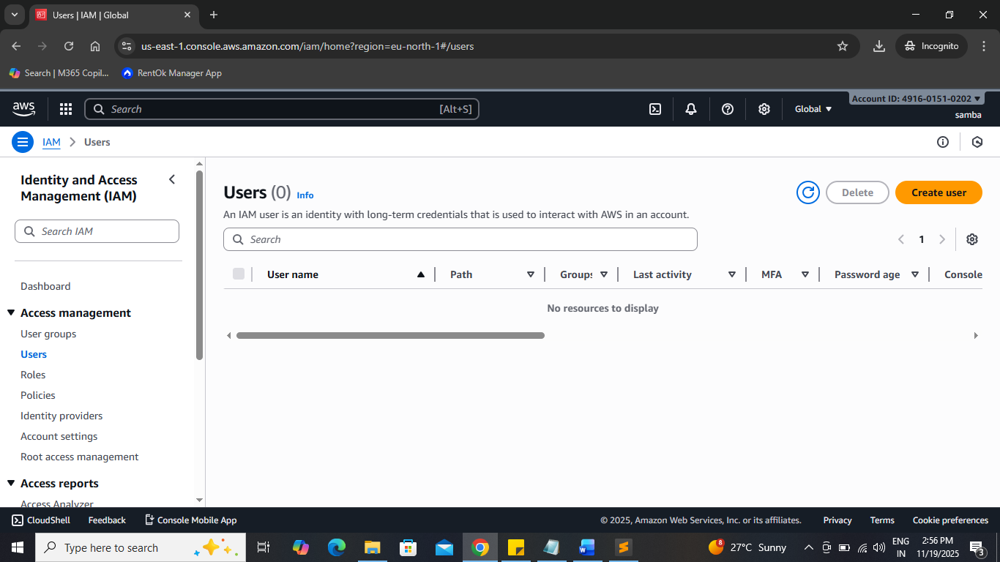 Users | IAM | Global
us-east-1.console.aws.amazon.com/iam/home?region=eu-north-1#/users
Incognito
Search | M365 Copil...
RentOk Manager App
aws
Search
[Alt+S]
Global
Account ID: 4916-0151-0202
samba
IAM
Users
Identity and Access
Management (IAM)
Search IAM
Dashboard
Access management
User groups
Users
Roles
Policies
Identity providers
Account settings
Root access management
Access reports
Access Analyzer
Users (0) Info
Delete
Create user
An IAM user is an identity with long-term credentials that is used to interact with AWS in an account.
Search
1
User name
Path
Groups
Last activity
MFA
Password age
Console
No resources to display
CloudShell
Feedback
Console Mobile App
© 2025, Amazon Web Services, Inc. or its affiliates.
Privacy
Terms
Cookie preferences
Type here to search
8
27°C Sunny
ENG
IN
2:56 PM
11/19/2025
3